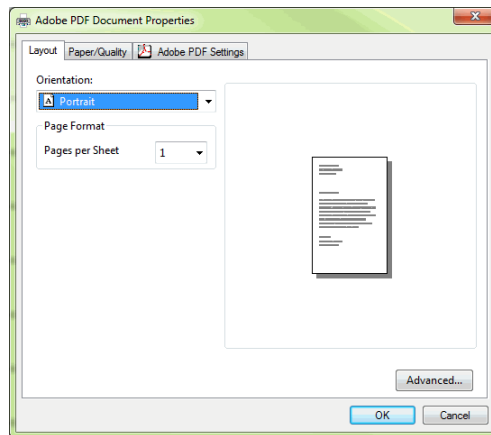 Adobe PDF Document Properties
Layout
Paper/Quality
Adobe PDF Settings
Orientation:
A Portrait
Page Format
Pages per Sheet
1
Advanced...
OK
Cancel